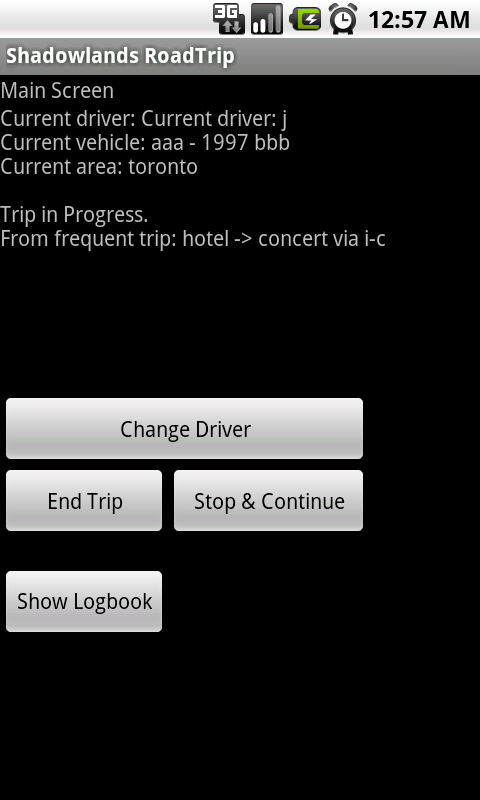 3G 12:57 AM
Shadowlands RoadTrip
Main Screen
Current driver: Current driver: j
Current vehicle: aaa - 1997 bbb
Current area: toronto
Trip in Progress.
From frequent trip: hotel -> concert via i-c
Change Driver
End Trip
Stop & Continue
Show Logbook